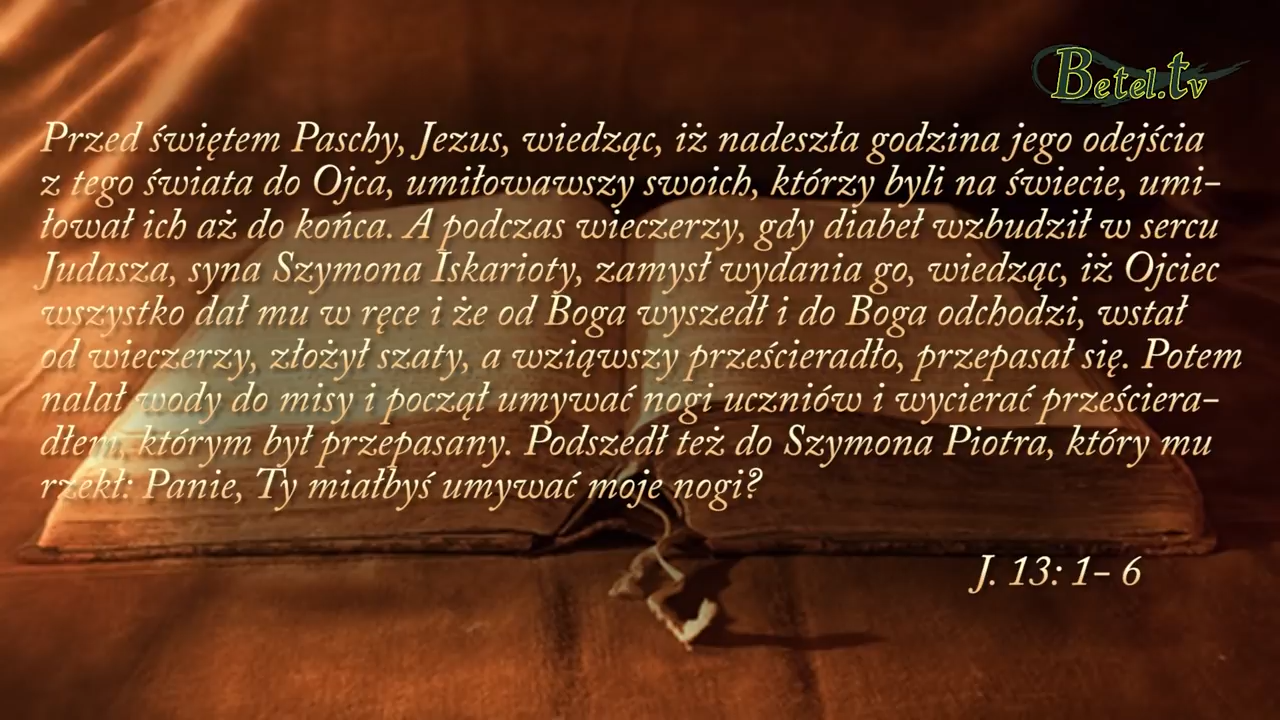 Betel.tv
Przed świętem Paschy, Jezus, wiedząc, iż nadeszła godzina jego odejścia
z tego świata do Ojca, umiłowawszy swoich, którzy byli na świecie, umi-
łował ich aż do końca. A podczas wieczerzy, gdy diabeł wzbudził w sercu
Judasza, syna Szymona Iskarioty, zamysł wydania go, wiedząc, iż Ojciec
wszystko dał mu w ręce i że od Boga wyszedł i do Boga odchodzi, wstał
od wieczerzy, złożył szaty, a wziąwszy prześcieradło, przepasał się. Potem
nalał wody do misy i począł umywać nogi uczniów i wycierać prześciera-
dłem, którym był przepasany. Podszedł też do Szymona Piotra, który mu
rzekł: Panie, Ty miałbyś umywać moje nogi?
J. 13: 1- 6